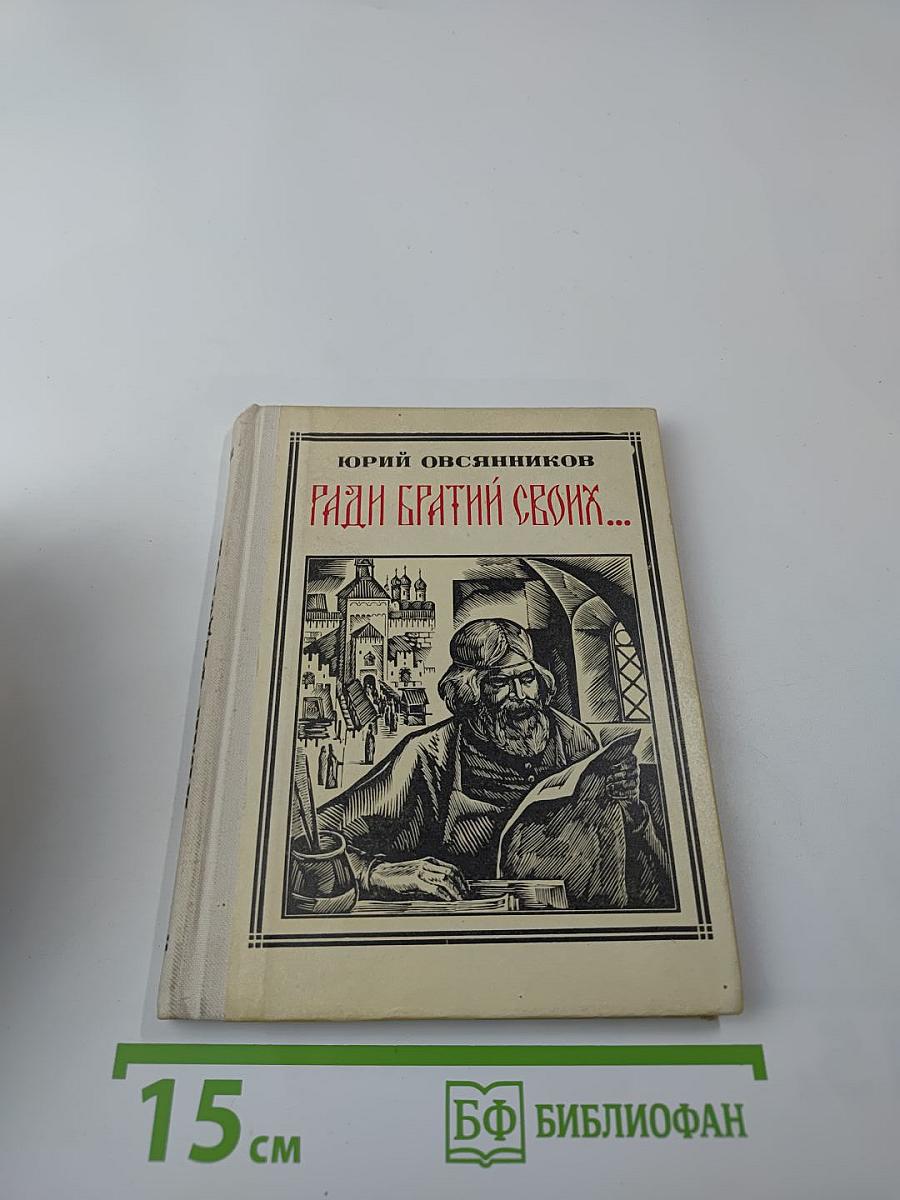 ЮРИЙ ОВСЯННИКОВ
РАДИ БРАТИЙ СВОИХ...
15 см
БФ БИБЛИОФАН